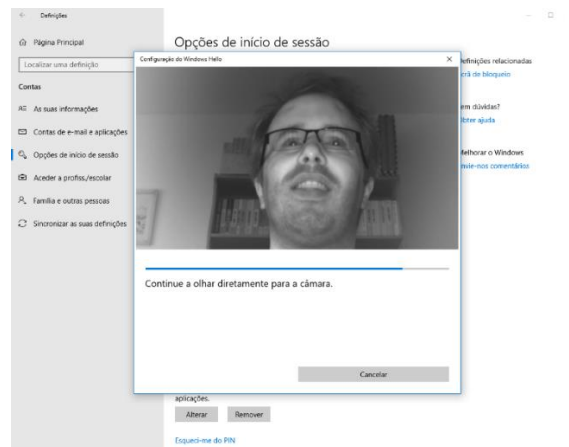 Definições
Página Principal
Localizar uma definição
Contas
As suas informações
Contas de e-mail e aplicações
Opções de início de sessão
Aceder a profiss./escolar
Família e outras pessoas
Sincronizar as suas definições
Opções de início de sessão
Configuração do Windows Hello
Continue a olhar diretamente para a câmara.
Cancelar
efinições relacionadas
crã de bloqueio
em dúvidas?
bter ajuda
elhorar o Windows
nvie-nos comentários
aplicações.
Alterar
Remover
Esqueci-me do PIN